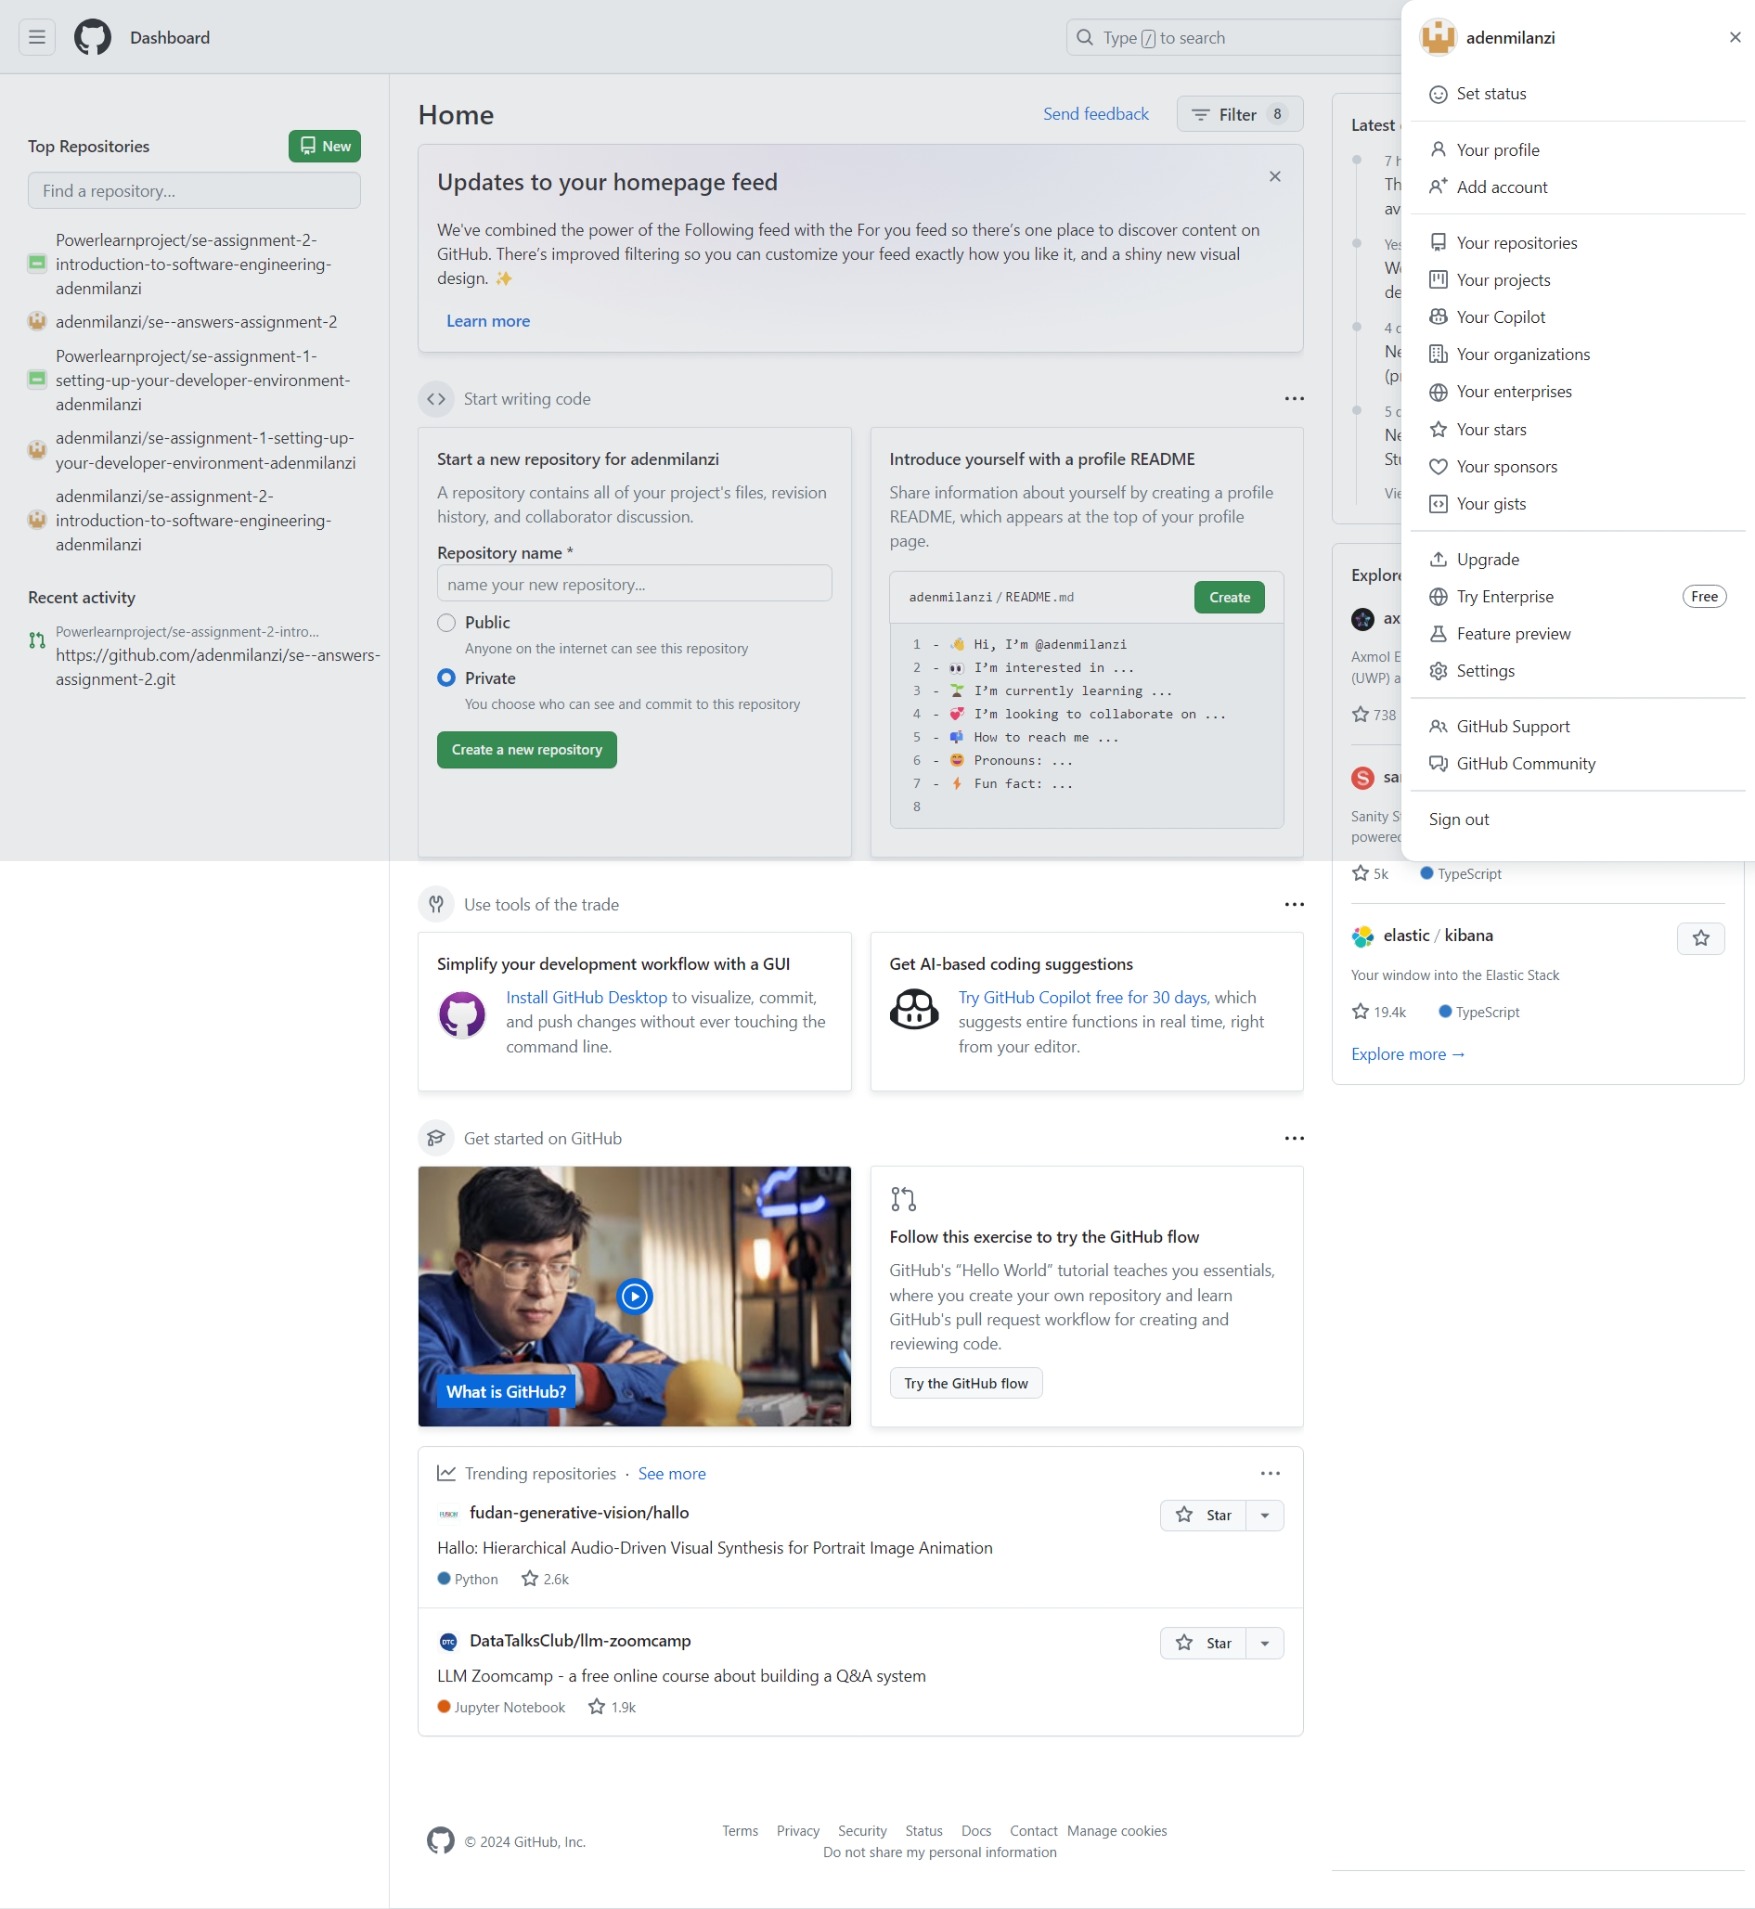 Dashboard
Type / to search
adenmilanzi
Set status
Your profile
Add account
Your repositories
Your projects
Your Copilot
Your organizations
Your enterprises
Your stars
Your sponsors
Your gists
Upgrade
Try Enterprise
Free
Feature preview
Settings
GitHub Support
GitHub Community
Sign out
Top Repositories
New
Find a repository...
Powerlearnproject/se-assignment-2-
introduction-to-software-engineering-
adenmilanzi
adenmilanzi/se--answers-assignment-2
Powerlearnproject/se-assignment-1-
setting-up-your-developer-environment-
adenmilanzi
adenmilanzi/se-assignment-1-setting-up-
your-developer-environment-adenmilanzi
adenmilanzi/se-assignment-2-
introduction-to-software-engineering-
adenmilanzi
Recent activity
Powerlearnproject/se-assignment-2-intro...
https://github.com/adenmilanzi/se--answers-
assignment-2.git
Home
Send feedback
Filter 8
Updates to your homepage feed
We've combined the power of the Following feed with the For you feed so there's one place to discover content on
GitHub. There's improved filtering so you can customize your feed exactly how you like it, and a shiny new visual
design. ✨
Learn more
Start writing code
Start a new repository for adenmilanzi
A repository contains all of your project's files, revision
history, and collaborator discussion.
Repository name *
name your new repository...
Public
Anyone on the internet can see this repository
Private
You choose who can see and commit to this repository
Create a new repository
Introduce yourself with a profile README
Share information about yourself by creating a profile
README, which appears at the top of your profile
page.
adenmilanzi / README.md
Create
1 - 👋 Hi, I’m @adenmilanzi
2 - 👀 I’m interested in ...
3 - 🌱 I’m currently learning ...
4 - 💞️ I’m looking to collaborate on ...
5 - 📫 How to reach me ...
6 - 😄 Pronouns: ...
7 - ⚡ Fun fact: ...
8
Use tools of the trade
Simplify your development workflow with a GUI
Install GitHub Desktop to visualize, commit,
and push changes without ever touching the
command line.
Get AI-based coding suggestions
Try GitHub Copilot free for 30 days, which
suggests entire functions in real time, right
from your editor.
Get started on GitHub
What is GitHub?
Follow this exercise to try the GitHub flow
GitHub's “Hello World” tutorial teaches you essentials,
where you create your own repository and learn
GitHub's pull request workflow for creating and
reviewing code.
Try the GitHub flow
Trending repositories · See more
fudan-generative-vision/hallo
Star
Hallo: Hierarchical Audio-Driven Visual Synthesis for Portrait Image Animation
Python 2.6k
DataTalksClub/llm-zoomcamp
Star
LLM Zoomcamp - a free online course about building a Q&A system
Jupyter Notebook 1.9k
Latest
7
4
5
Explore
Axmol
(UWP)
738
Sanity
5k TypeScript
elastic / kibana
Your window into the Elastic Stack
19.4k TypeScript
Explore more →
© 2024 GitHub, Inc.
Terms Privacy Security Status Docs Contact Manage cookies
Do not share my personal information